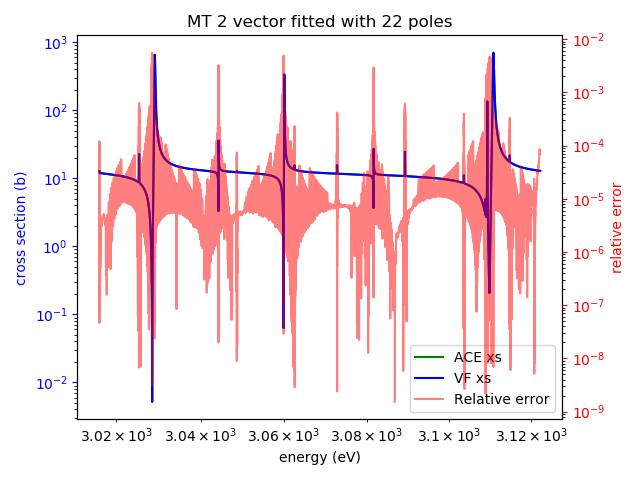 MT 2 vector fitted with 22 poles
10³
10²
10¹
10⁰
10⁻¹
10⁻²
cross section (b)
10⁻²
10⁻³
10⁻⁴
10⁻⁵
10⁻⁶
10⁻⁷
10⁻⁸
10⁻⁹
relative error
ACE xs
VF xs
Relative error
3.02 × 10³ 3.04 × 10³ 3.06 × 10³ 3.08 × 10³ 3.1 × 10³ 3.12 × 10³
energy (eV)